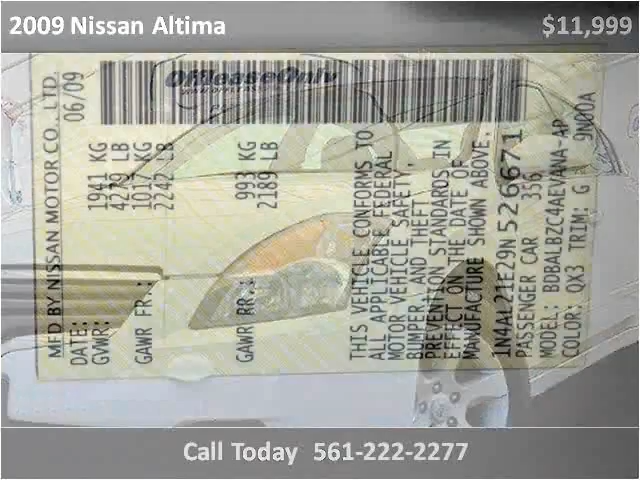 2009 Nissan Altima
$11,999
OffLeaseOnly
MFD BY NISSAN MOTOR CO., LTD.
DATE: 06/09
GVWR: 1941 KG
4279 LB
GAWR FR.: 1017 KG
2242 LB
GAWR RR.: 993 KG
2189 LB
THIS VEHICLE CONFORMS TO
ALL APPLICABLE FEDERAL
MOTOR VEHICLE SAFETY,
BUMPER, AND THEFT
PREVENTION STANDARDS IN
EFFECT ON THE DATE OF
MANUFACTURE SHOWN ABOVE.
1N4AL21E29N526671
PASSENGER CAR 356
MODEL: BDBALBZC4AEVANA-AP
COLOR: QX3 TRIM: G 9N00A
Call Today 561-222-2277